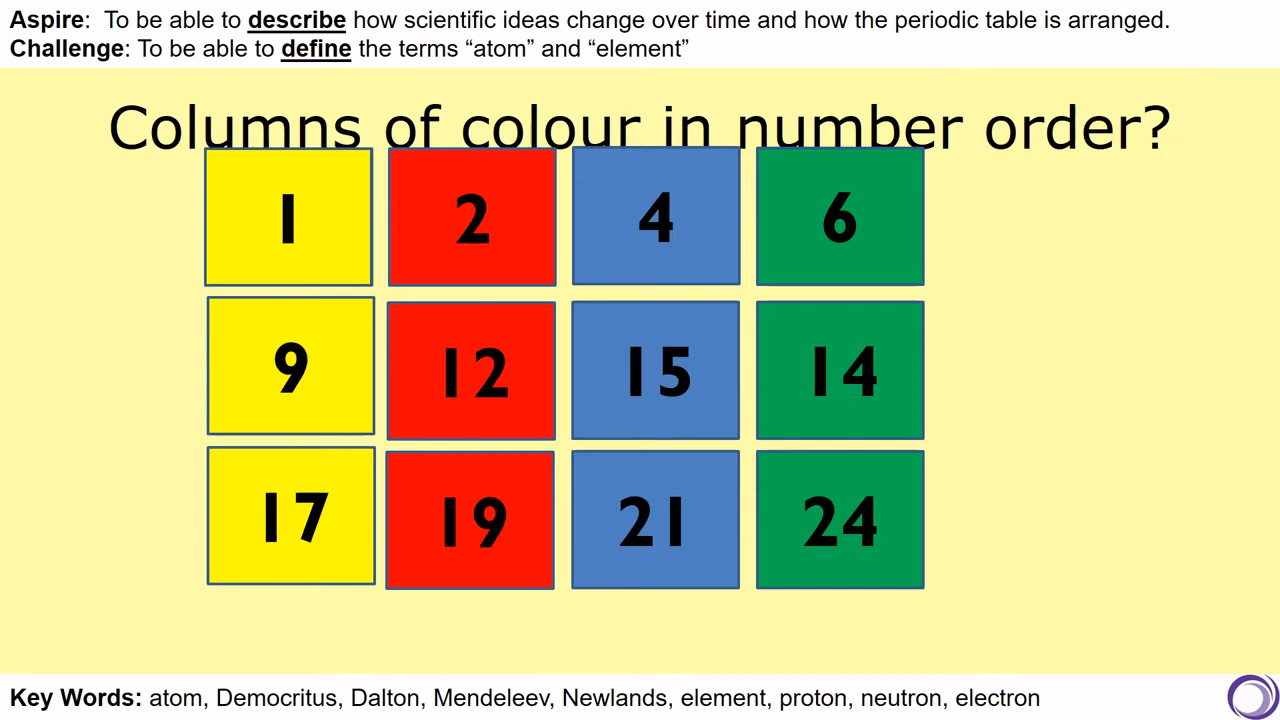 Aspire:  To be able to describe how scientific ideas change over time and how the periodic table is arranged.
Challenge: To be able to define the terms “atom” and “element”
Columns of colour in number order?
1 2 4 6
9 12 15 14
17 19 21 24
Key Words: atom, Democritus, Dalton, Mendeleev, Newlands, element, proton, neutron, electron